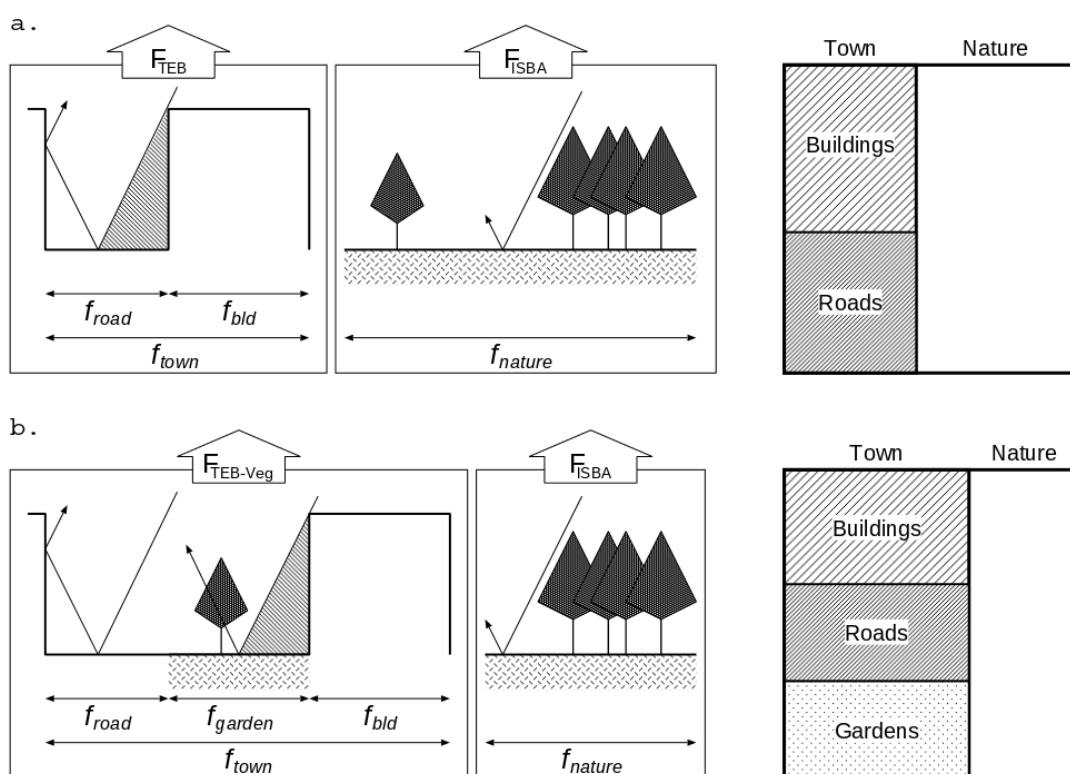 a.
F_TEB
F_ISBA
Town Nature
Buildings
Roads
f_road f_bld
f_town
f_nature
b.
F_TEB-Veg
F_ISBA
Town Nature
Buildings
Roads
Gardens
f_road f_garden f_bld
f_town
f_nature